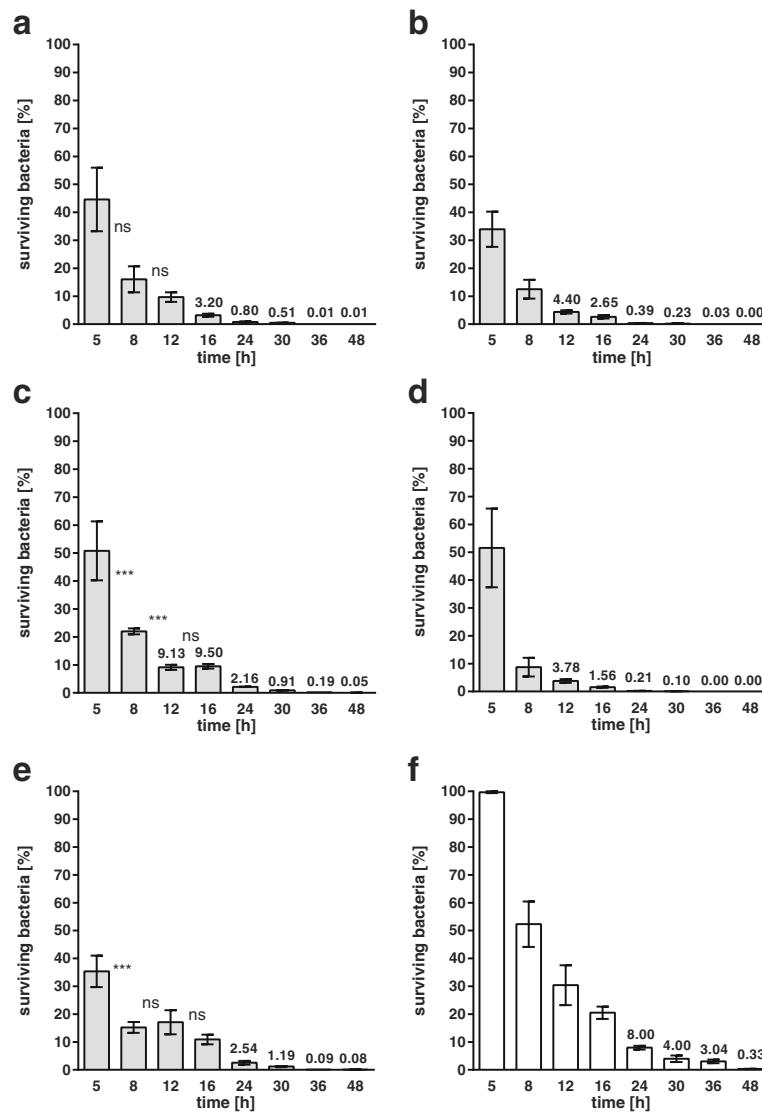 a
surviving bacteria [%]
100
90
80
70
60
50
40
30
20
10
0
ns
ns
3.20 0.80 0.51 0.01 0.01
5 8 12 16 24 30 36 48
time [h]
b
surviving bacteria [%]
100
90
80
70
60
50
40
30
20
10
0
4.40 2.65 0.39 0.23 0.03 0.00
5 8 12 16 24 30 36 48
time [h]
c
surviving bacteria [%]
100
90
80
70
60
50
40
30
20
10
0
***
***
ns
9.13 9.50 2.16 0.91 0.19 0.05
5 8 12 16 24 30 36 48
time [h]
d
surviving bacteria [%]
100
90
80
70
60
50
40
30
20
10
0
3.78 1.56 0.21 0.10 0.00 0.00
5 8 12 16 24 30 36 48
time [h]
e
surviving bacteria [%]
100
90
80
70
60
50
40
30
20
10
0
***
ns
ns
2.54 1.19 0.09 0.08
5 8 12 16 24 30 36 48
time [h]
f
surviving bacteria [%]
100
90
80
70
60
50
40
30
20
10
0
8.00 4.00 3.04 0.33
5 8 12 16 24 30 36 48
time [h]